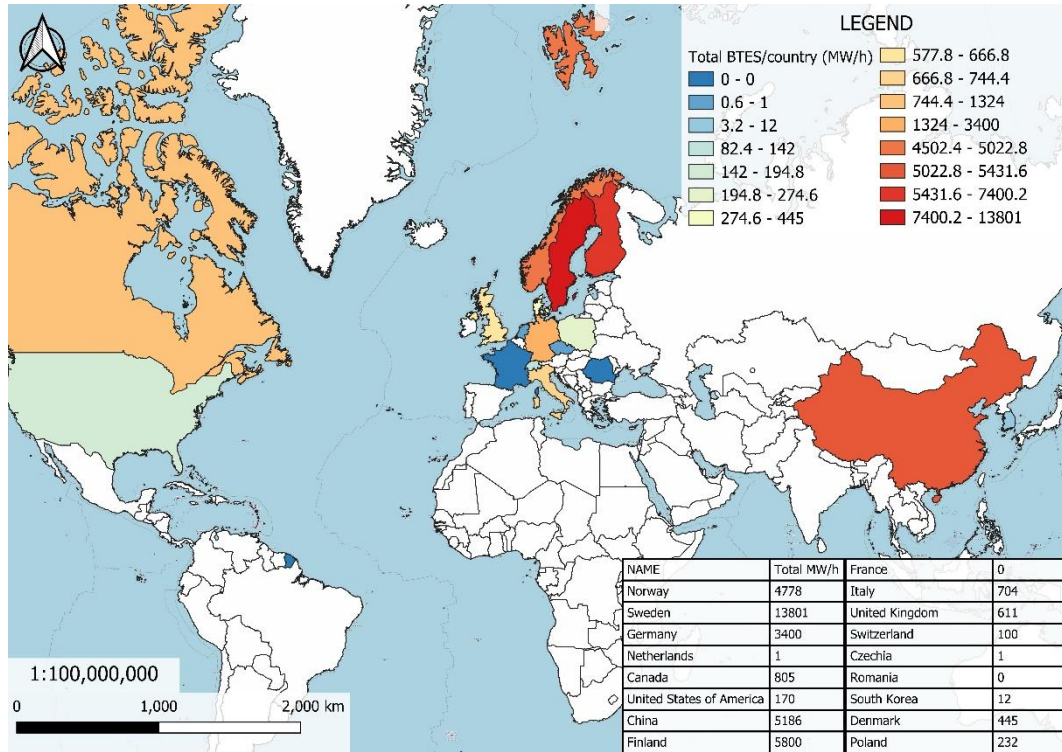 LEGEND
Total BTES/country (MW/h)
0 - 0
0.6 - 1
3.2 - 12
82.4 - 142
142 - 194.8
194.8 - 274.6
274.6 - 445
577.8 - 666.8
666.8 - 744.4
744.4 - 1324
1324 - 3400
4502.4 - 5022.8
5022.8 - 5431.6
5431.6 - 7400.2
7400.2 - 13801
NAME Total MW/h France 0
Norway 4778 Italy 704
Sweden 13801 United Kingdom 611
Germany 3400 Switzerland 100
Netherlands 1 Czechia 1
Canada 805 Romania 0
United States of America 170 South Korea 12
China 5186 Denmark 445
Finland 5800 Poland 232
1:100,000,000
0 1,000 2,000 km